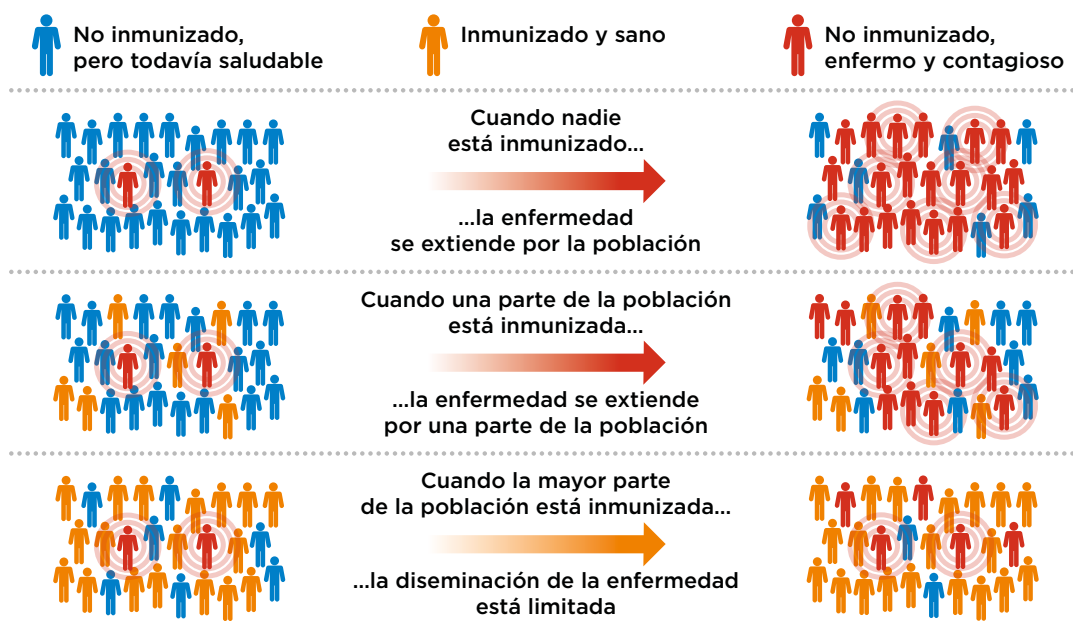 No inmunizado,
pero todavía saludable
Inmunizado y sano
No inmunizado,
enfermo y contagioso
Cuando nadie
está inmunizado...
...la enfermedad
se extiende por la población
Cuando una parte de la población
está inmunizada...
...la enfermedad se extiende
por una parte de la población
Cuando la mayor parte
de la población está inmunizada...
...la diseminación de la enfermedad
está limitada